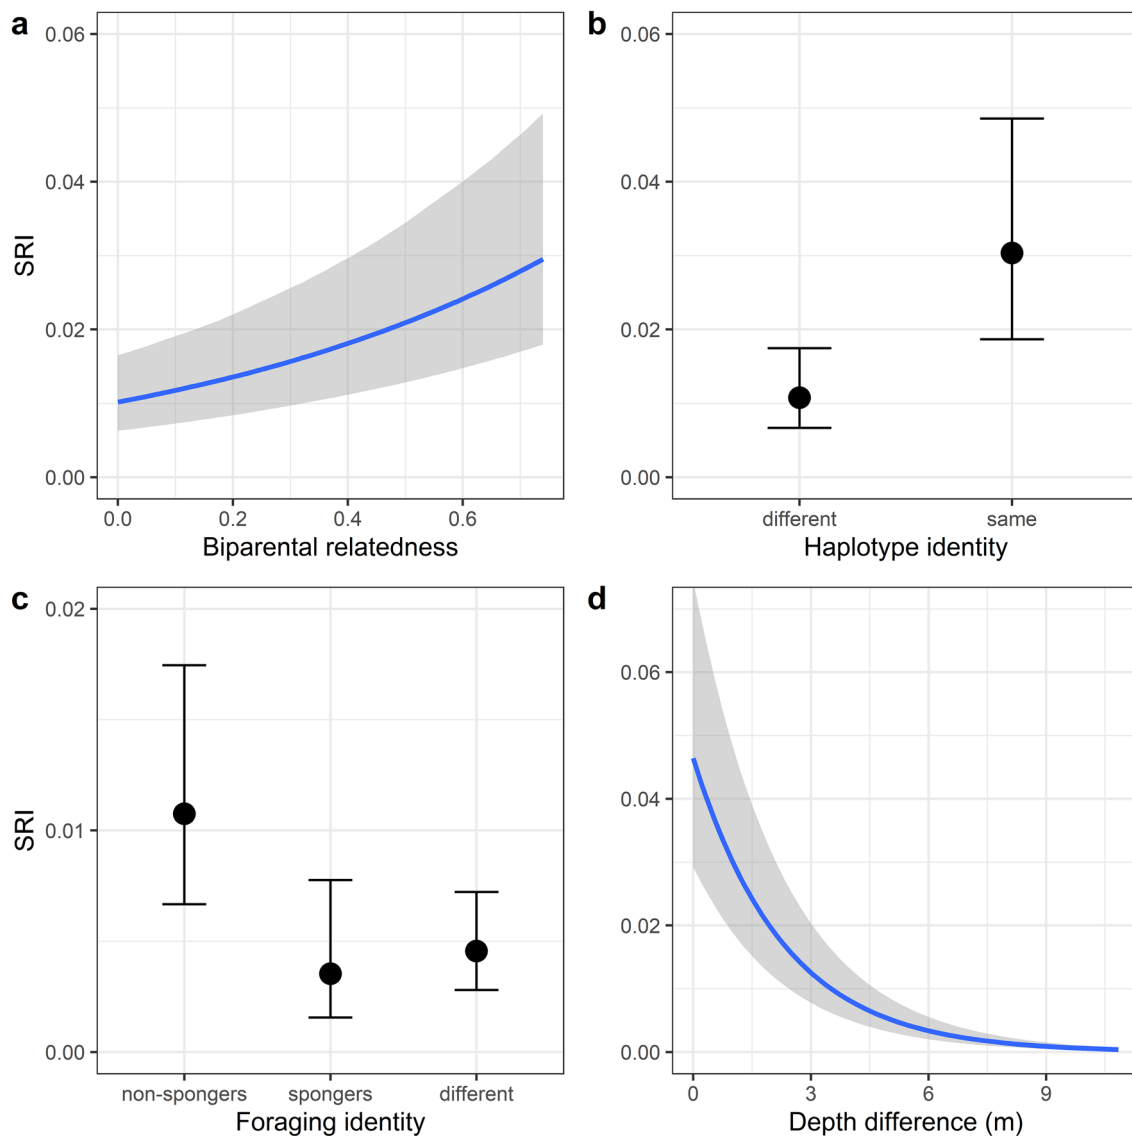 a
0.06
0.04
SRI
0.02
0.00
0.0 0.2 0.4 0.6
Biparental relatedness
b
0.06
0.04
0.02
0.00
different same
Haplotype identity
c
0.02
SRI
0.01
0.00
non-spongers spongers different
Foraging identity
d
0.06
0.04
0.02
0.00
0 3 6 9
Depth difference (m)